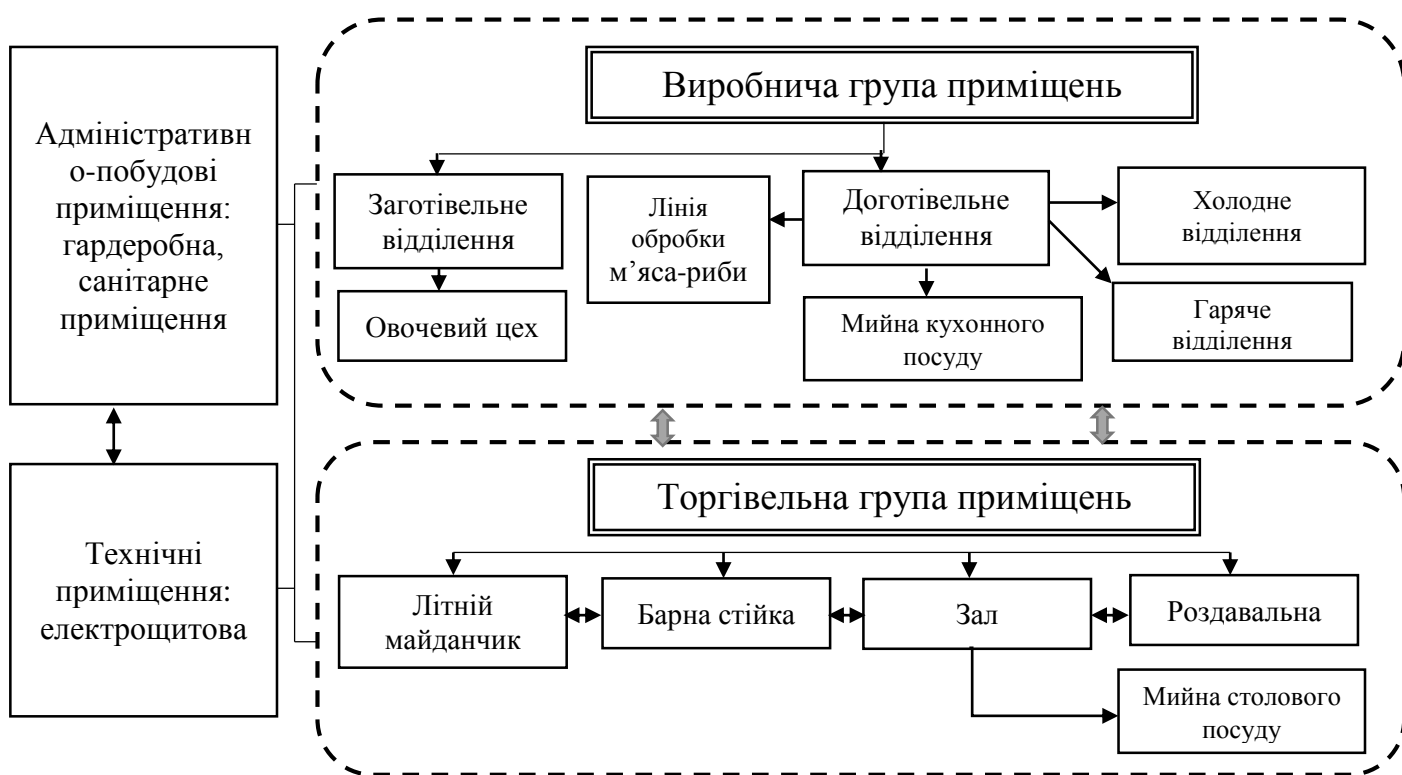 Адміністративн
о-побудові
приміщення:
гардеробна,
санітарне
приміщення
Технічні
приміщення:
електрощитова
Виробнича група приміщень
Заготівельне
відділення
Овочевий цех
Лінія
обробки
м’яса-риби
Доготівельне
відділення
Мийна кухонного
посуду
Холодне
відділення
Гаряче
відділення
Торгівельна група приміщень
Літній
майданчик
Барна стійка
Зал
Роздавальна
Мийна столового
посуду